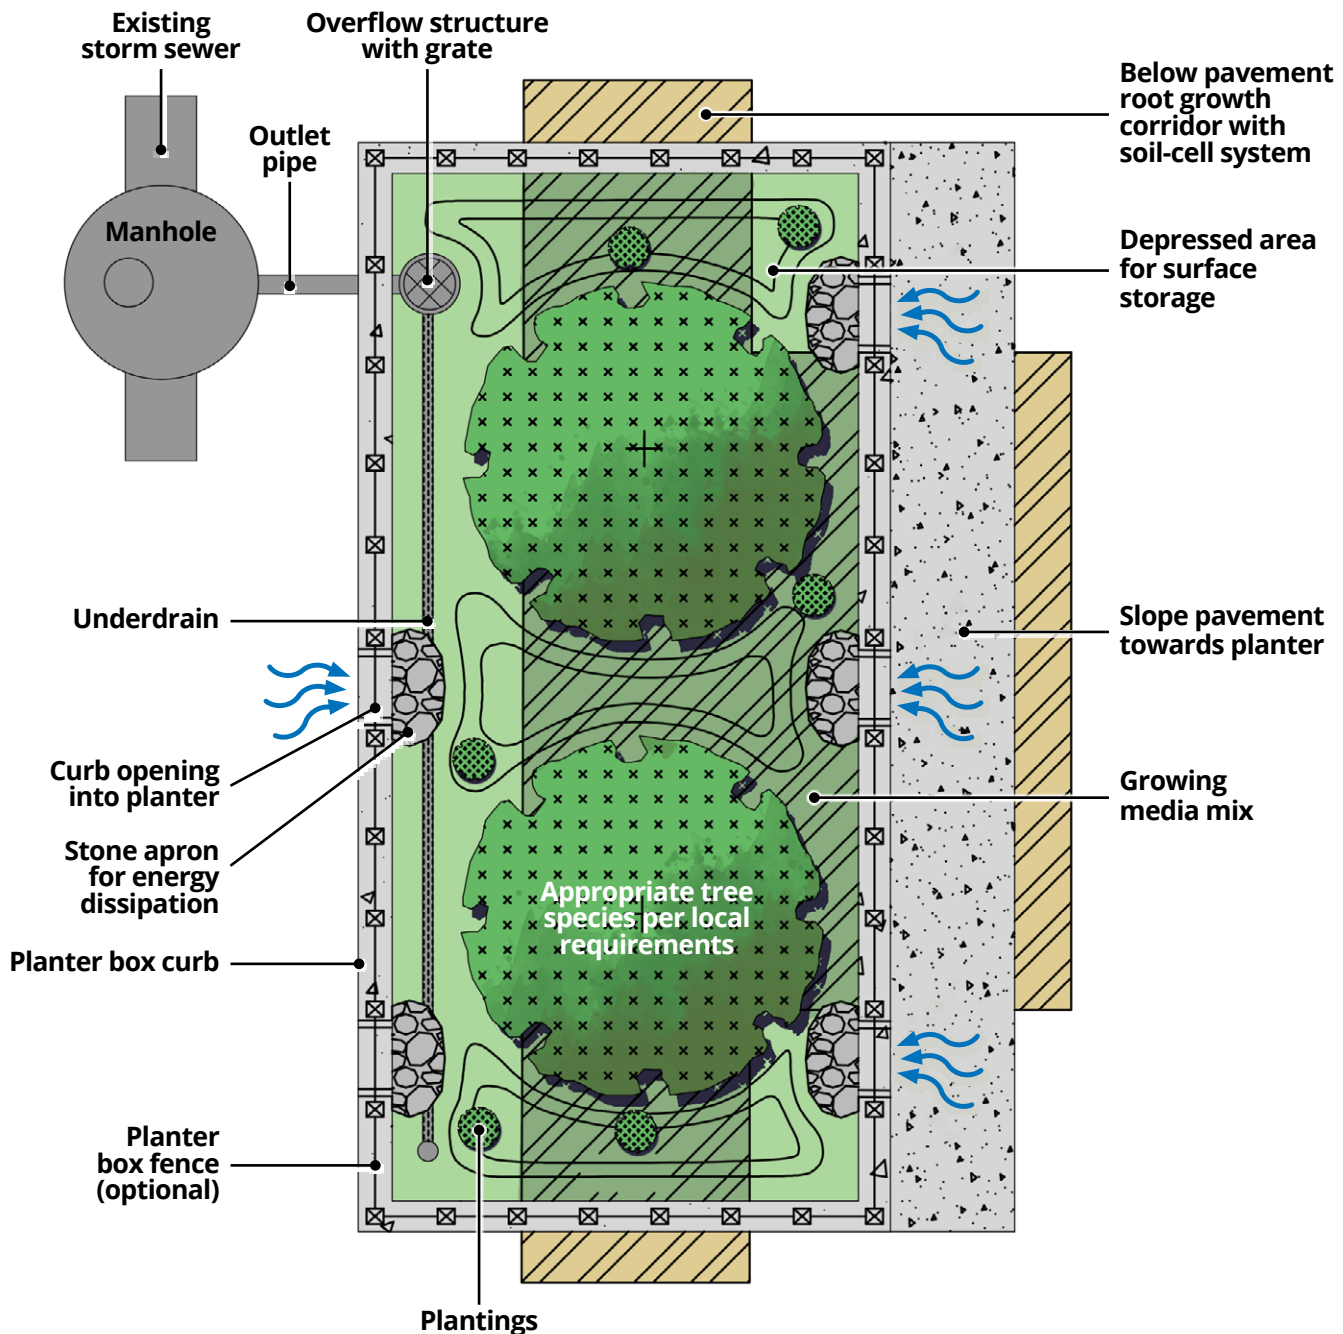 Existing
storm sewer
Overflow structure
with grate
Below pavement
root growth
corridor with
soil-cell system
Outlet
pipe
Manhole
Depressed area
for surface
storage
Underdrain
Slope pavement
towards planter
Curb opening
into planter
Growing
media mix
Stone apron
for energy
dissipation
Appropriate tree
species per local
requirements
Planter box curb
Planter
box fence
(optional)
Plantings